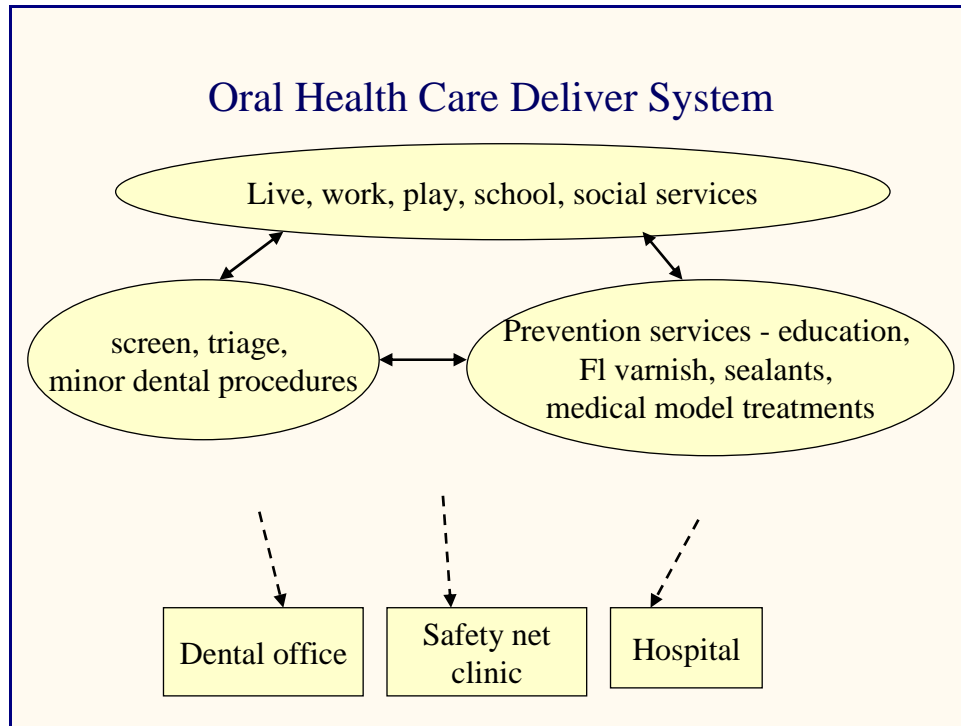 Oral Health Care Deliver System
Live, work, play, school, social services
screen, triage,
minor dental procedures
Prevention services - education,
Fl varnish, sealants,
medical model treatments
Dental office
Safety net
clinic
Hospital